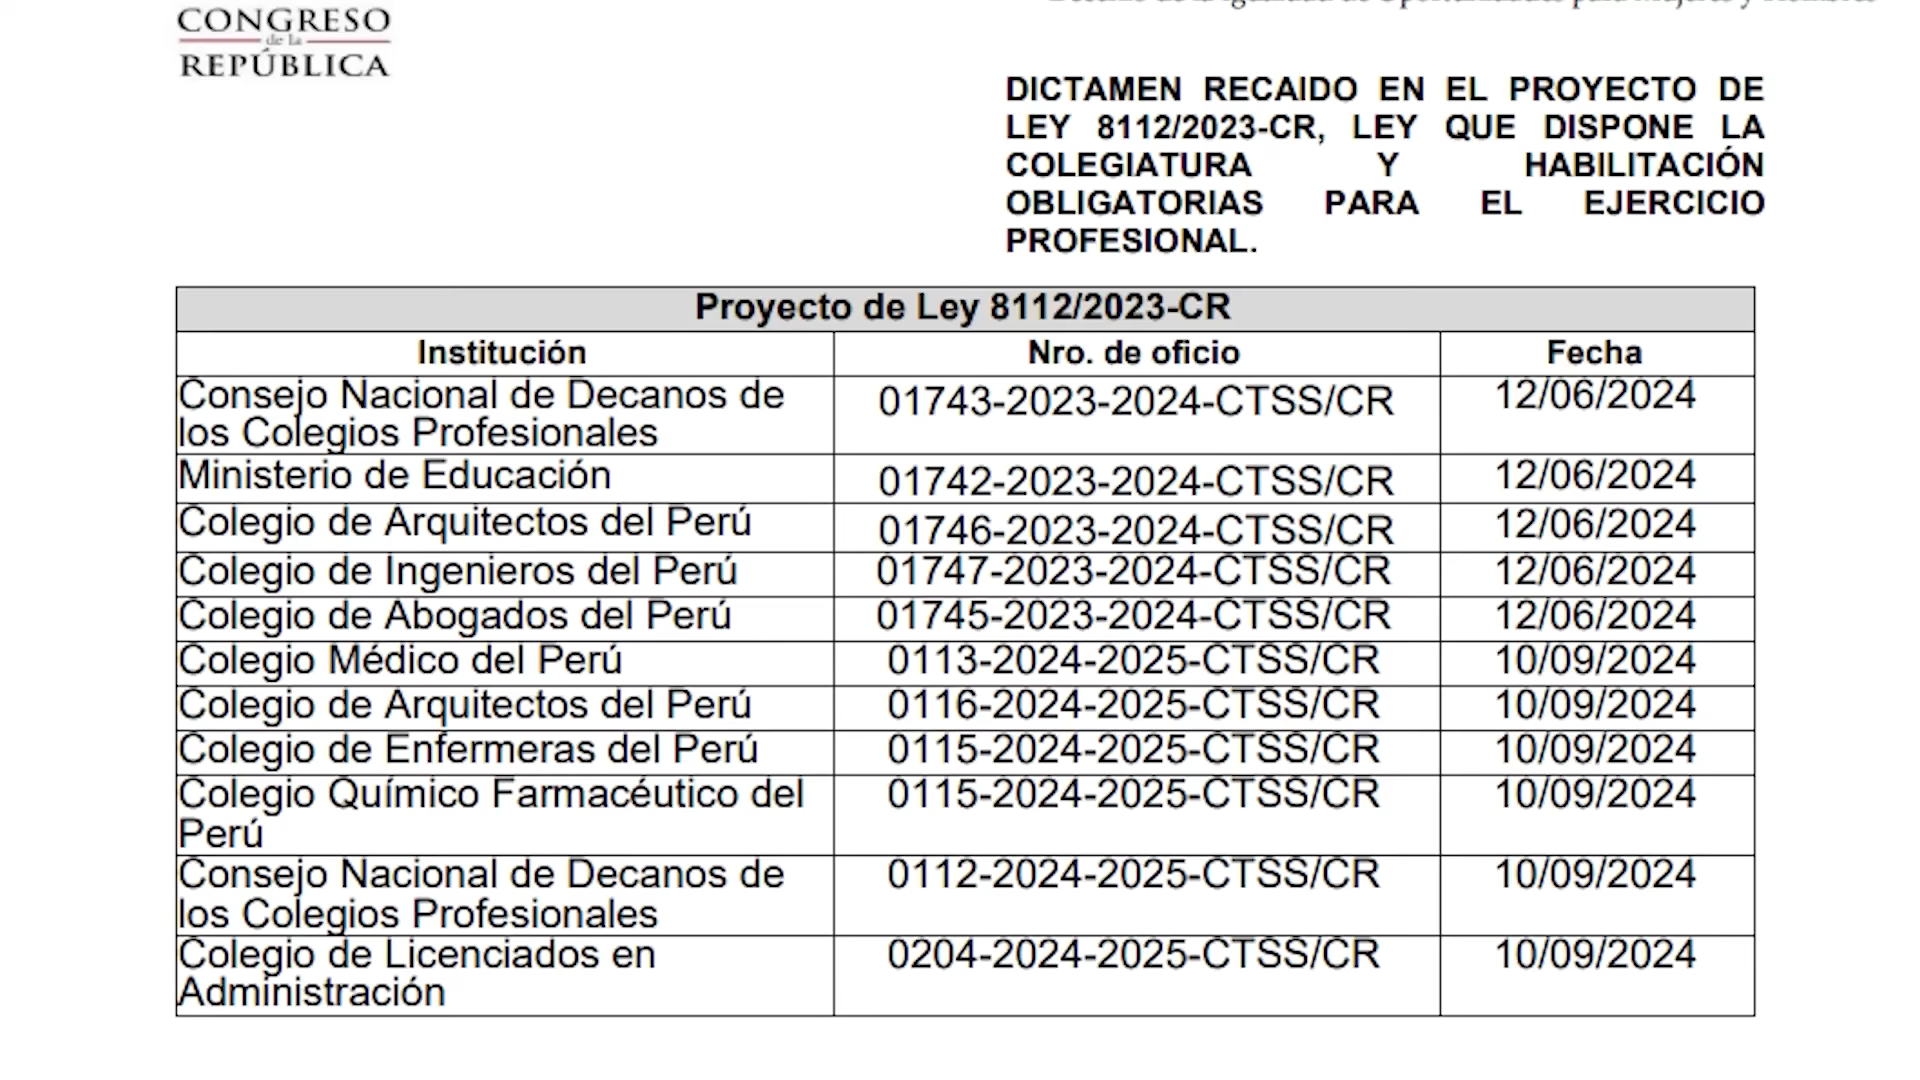 CONGRESO
de la
REPÚBLICA
DICTAMEN RECAIDO EN EL PROYECTO DE
LEY 8112/2023-CR, LEY QUE DISPONE LA
COLEGIATURA Y HABILITACIÓN
OBLIGATORIAS PARA EL EJERCICIO
PROFESIONAL.
Proyecto de Ley 8112/2023-CR
Institución Nro. de oficio Fecha
Consejo Nacional de Decanos de 01743-2023-2024-CTSS/CR 12/06/2024
los Colegios Profesionales
Ministerio de Educación 01742-2023-2024-CTSS/CR 12/06/2024
Colegio de Arquitectos del Perú 01746-2023-2024-CTSS/CR 12/06/2024
Colegio de Ingenieros del Perú 01747-2023-2024-CTSS/CR 12/06/2024
Colegio de Abogados del Perú 01745-2023-2024-CTSS/CR 12/06/2024
Colegio Médico del Perú 0113-2024-2025-CTSS/CR 10/09/2024
Colegio de Arquitectos del Perú 0116-2024-2025-CTSS/CR 10/09/2024
Colegio de Enfermeras del Perú 0115-2024-2025-CTSS/CR 10/09/2024
Colegio Químico Farmacéutico del 0115-2024-2025-CTSS/CR 10/09/2024
Perú
Consejo Nacional de Decanos de 0112-2024-2025-CTSS/CR 10/09/2024
los Colegios Profesionales
Colegio de Licenciados en 0204-2024-2025-CTSS/CR 10/09/2024
Administración